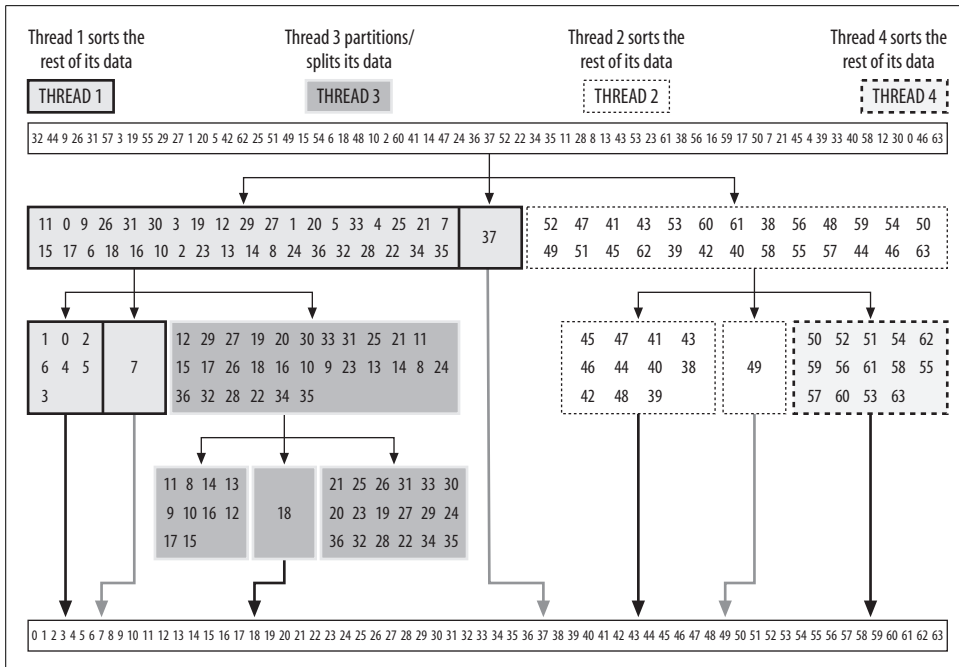 Thread 1 sorts the
rest of its data
THREAD 1
Thread 3 partitions/
splits its data
THREAD 3
Thread 2 sorts the
rest of its data
THREAD 2
Thread 4 sorts the
rest of its data
THREAD 4
32 44 9 26 31 57 3 19 55 29 27 1 20 5 42 62 25 51 49 15 54 6 18 48 10 2 60 41 14 47 24 36 37 52 22 34 35 11 28 8 13 43 53 23 61 38 56 16 59 17 50 7 21 45 4 39 33 40 58 12 30 0 46 63
11 0 9 26 31 30 3 19 12 29 27 1 20 5 33 4 25 21 7
15 17 6 18 16 10 2 23 13 14 8 24 36 32 28 22 34 35
37
52 47 41 43 53 60 61 38 56 48 59 54 50
49 51 45 62 39 42 40 58 55 57 44 46 63
1 0 2
6 4 5
3
7
12 29 27 19 20 30 33 31 25 21 11
15 17 26 18 16 10 9 23 13 14 8 24
36 32 28 22 34 35
45 47 41 43
46 44 40 38
42 48 39
49
50 52 51 54 62
59 56 61 58 55
57 60 53 63
11 8 14 13
9 10 16 12
17 15
18
21 25 26 31 33 30
20 23 19 27 29 24
36 32 28 22 34 35
0 1 2 3 4 5 6 7 8 9 10 11 12 13 14 15 16 17 18 19 20 21 22 23 24 25 26 27 28 29 30 31 32 33 34 35 36 37 38 39 40 41 42 43 44 45 46 47 48 49 50 51 52 53 54 55 56 57 58 59 60 61 62 63